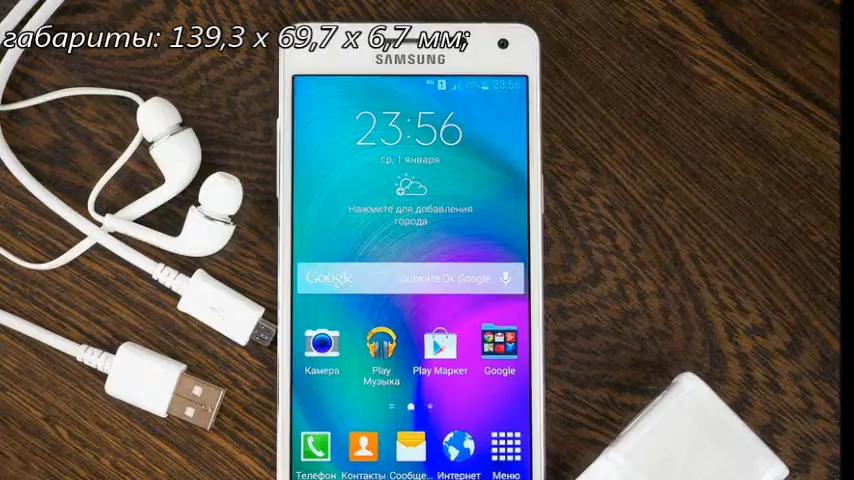 габариты: 139,3 x 69,7 x 6,7 мм;
SAMSUNG
23:56
23:56
ср, 1 января
Нажмите для добавления
города
Google
Скажите Ok Google
Камера
Play
Музыка
Play Маркет
Google
Телефон Контакты Сообще... Интернет Меню